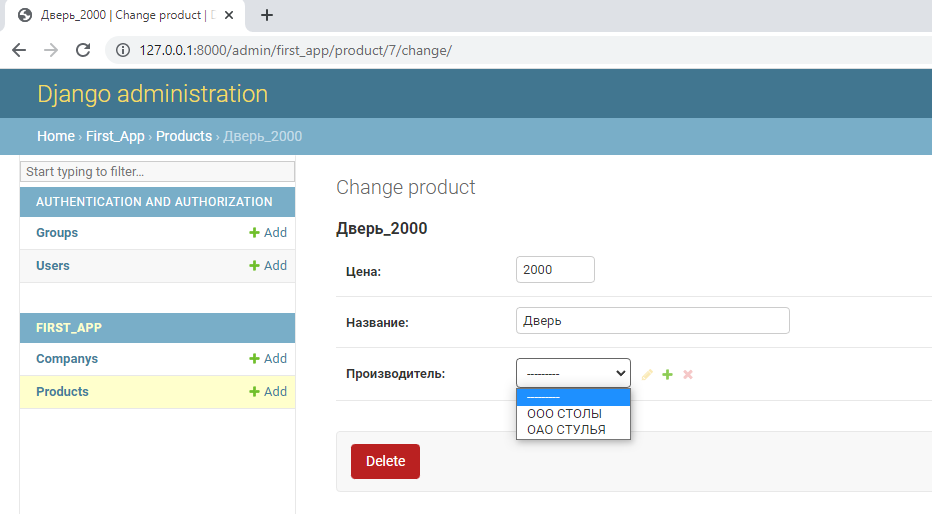 Дверь_2000 | Change product | D
127.0.0.1:8000/admin/first_app/product/7/change/
Django administration
Home › First_App › Products › Дверь_2000
Start typing to filter...
AUTHENTICATION AND AUTHORIZATION
Groups + Add
Users + Add
FIRST_APP
Companys + Add
Products + Add
Change product
Дверь_2000
Цена: 2000
Название: Дверь
Производитель: ---------
---------
ООО СТОЛЫ
ОАО СТУЛЬЯ
Delete